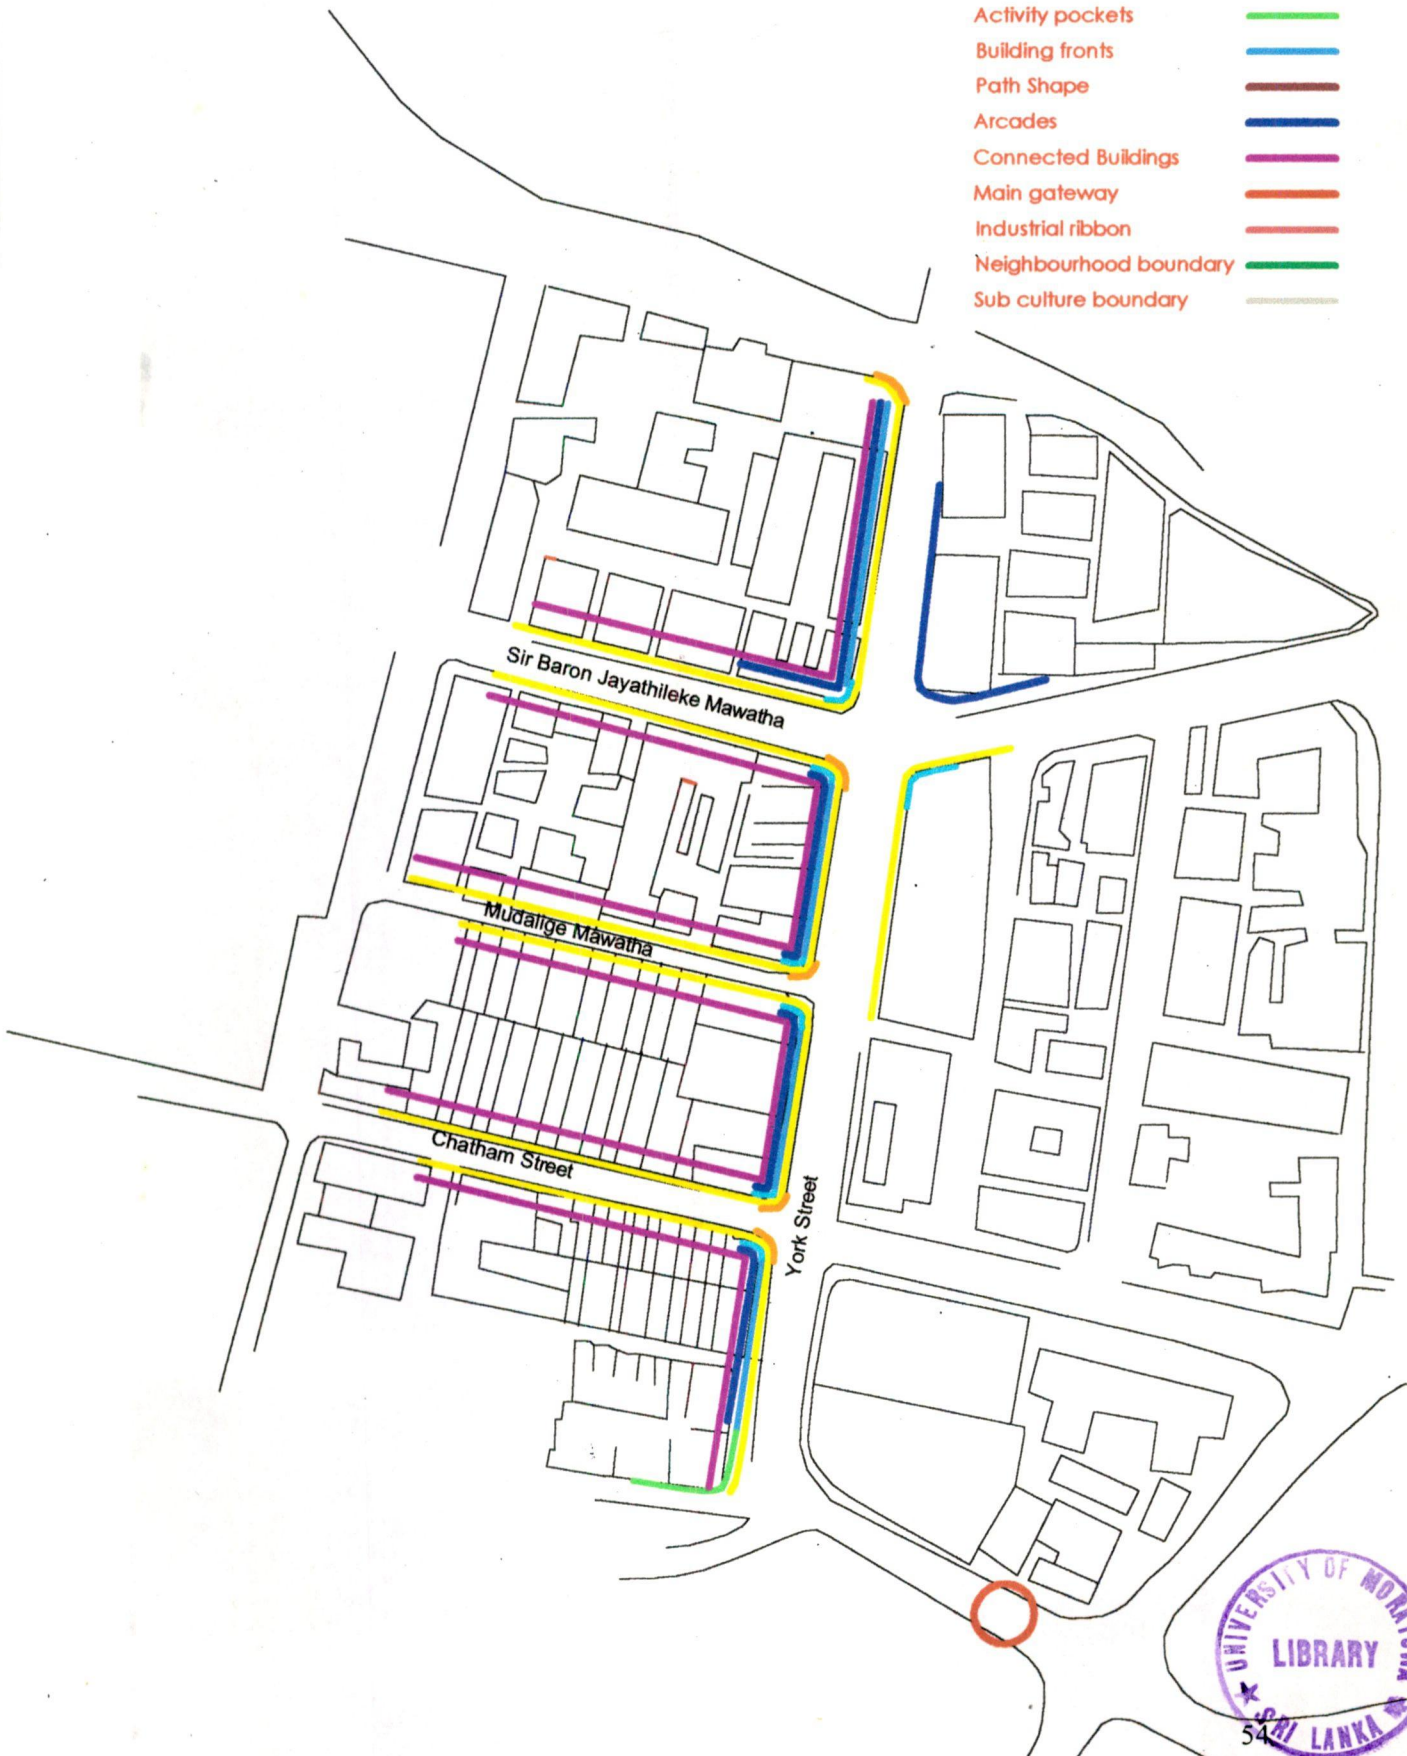 Activity pockets
Building fronts
Path Shape
Arcades
Connected Buildings
Main gateway
Industrial ribbon
Neighbourhood boundary
Sub culture boundary
Sir Baron Jayathileke Mawatha
Mudalige Mawatha
Chatham Street
York Street
UNIVERSITY OF MORATUWA
LIBRARY
SRI LANKA
54